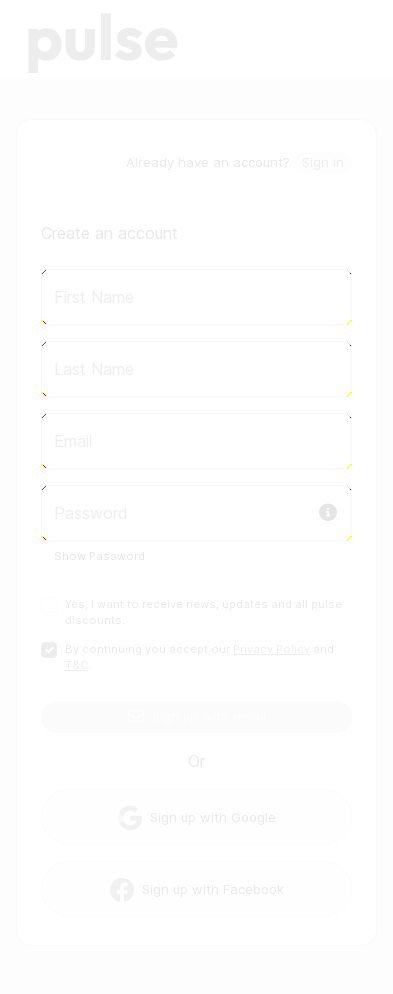 pulse
Already have an account? Sign in
Create an account
First Name
Last Name
Email
Password
Show Password
Yes, I want to receive news, updates and all pulse
discounts.
By continuing you accept our Privacy Policy and
T&C
Or
Sign up with Google
Sign up with Facebook